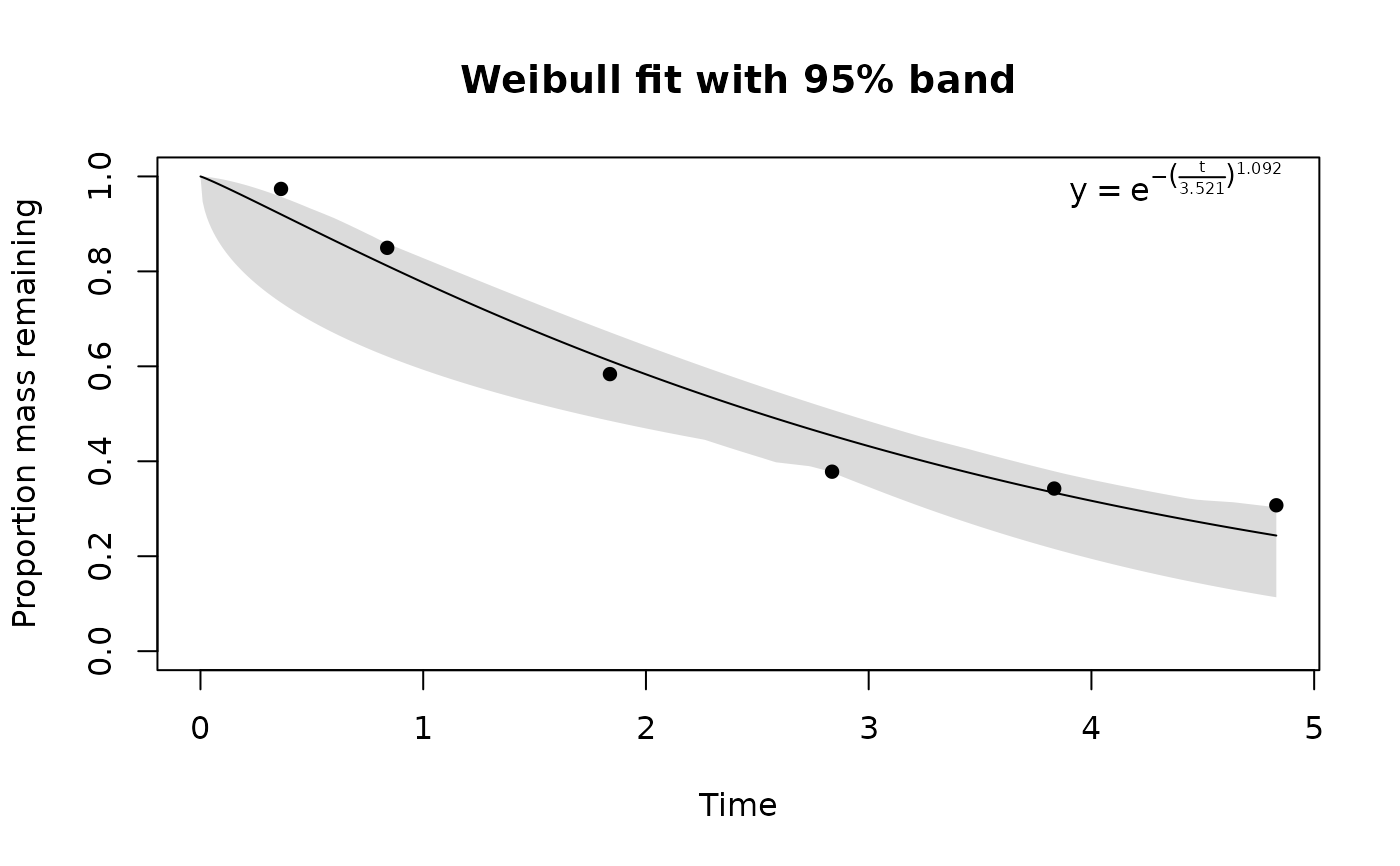 Weibull fit with 95% band
y = e^−(t/3.521)^1.092
Proportion mass remaining
1.0
0.8
0.6
0.4
0.2
0.0
0 1 2 3 4 5
Time